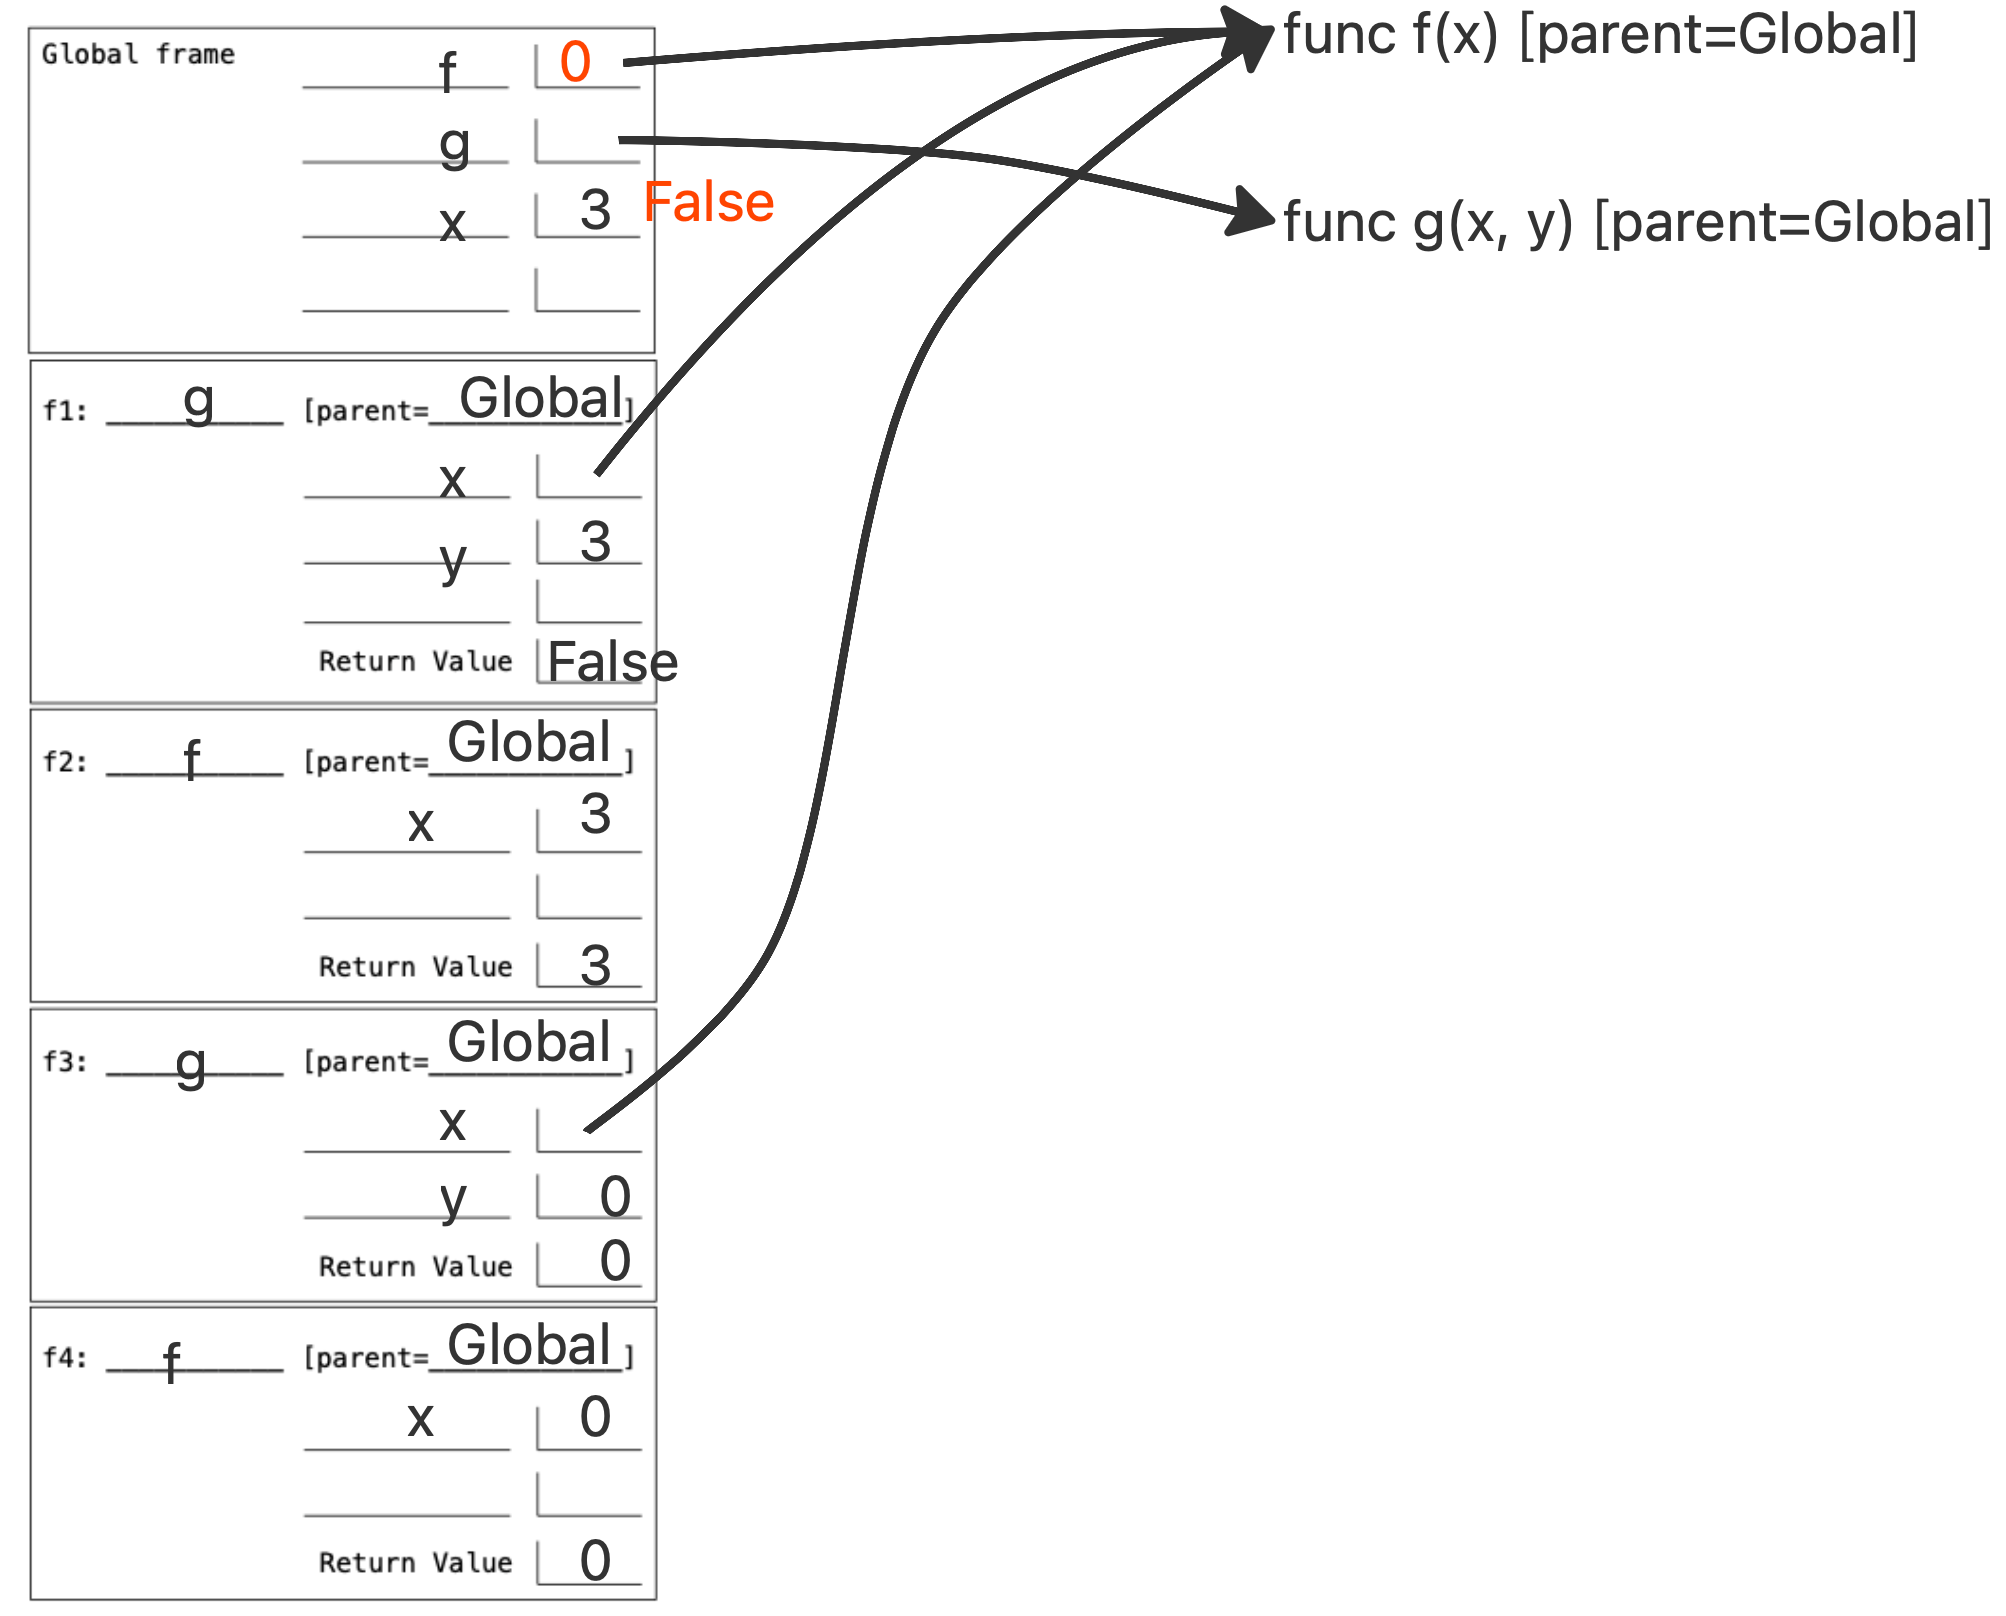 Global frame f 0 func f(x) [parent=Global]
g
x 3 False func g(x, y) [parent=Global]
f1: g [parent=Global]
x
y 3
Return Value False
f2: f [parent=Global]
x 3
Return Value 3
f3: g [parent=Global]
x
y 0
Return Value 0
f4: f [parent=Global]
x 0
Return Value 0